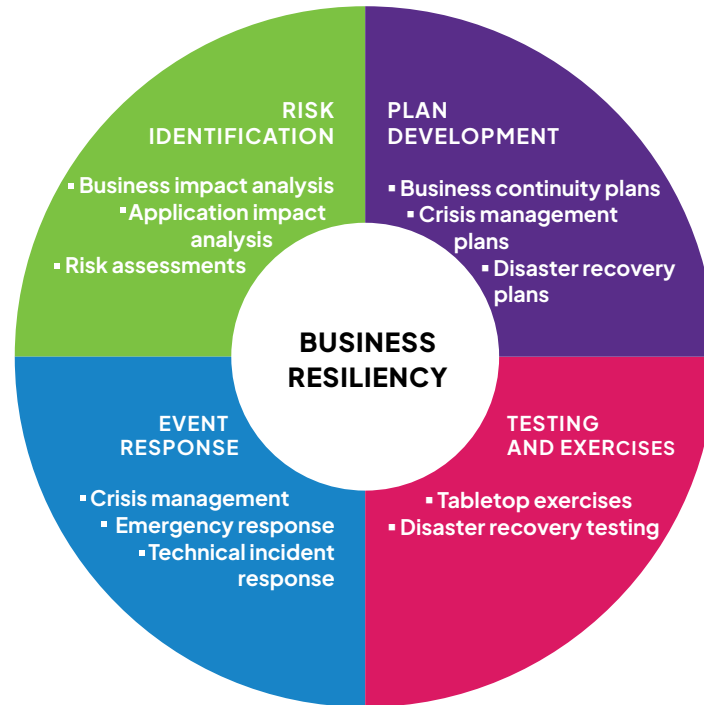 RISK
IDENTIFICATION
▪ Business impact analysis
▪ Application impact
analysis
▪ Risk assessments
PLAN
DEVELOPMENT
▪ Business continuity plans
▪ Crisis management
plans
▪ Disaster recovery
plans
BUSINESS
RESILIENCY
EVENT
RESPONSE
▪ Crisis management
▪ Emergency response
▪ Technical incident
response
TESTING
AND EXERCISES
▪ Tabletop exercises
▪ Disaster recovery testing